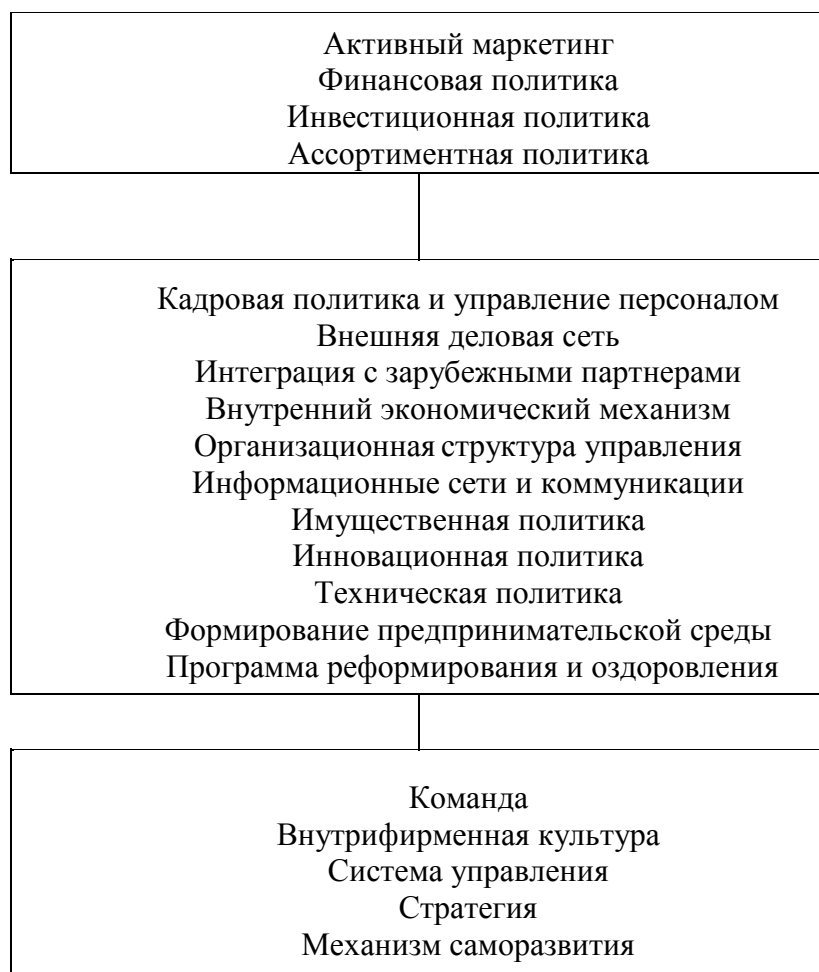 Активный маркетинг
Финансовая политика
Инвестиционная политика
Ассортиментная политика
Кадровая политика и управление персоналом
Внешняя деловая сеть
Интеграция с зарубежными партнерами
Внутренний экономический механизм
Организационная структура управления
Информационные сети и коммуникации
Имущественная политика
Инновационная политика
Техническая политика
Формирование предпринимательской среды
Программа реформирования и оздоровления
Команда
Внутрифирменная культура
Система управления
Стратегия
Механизм саморазвития